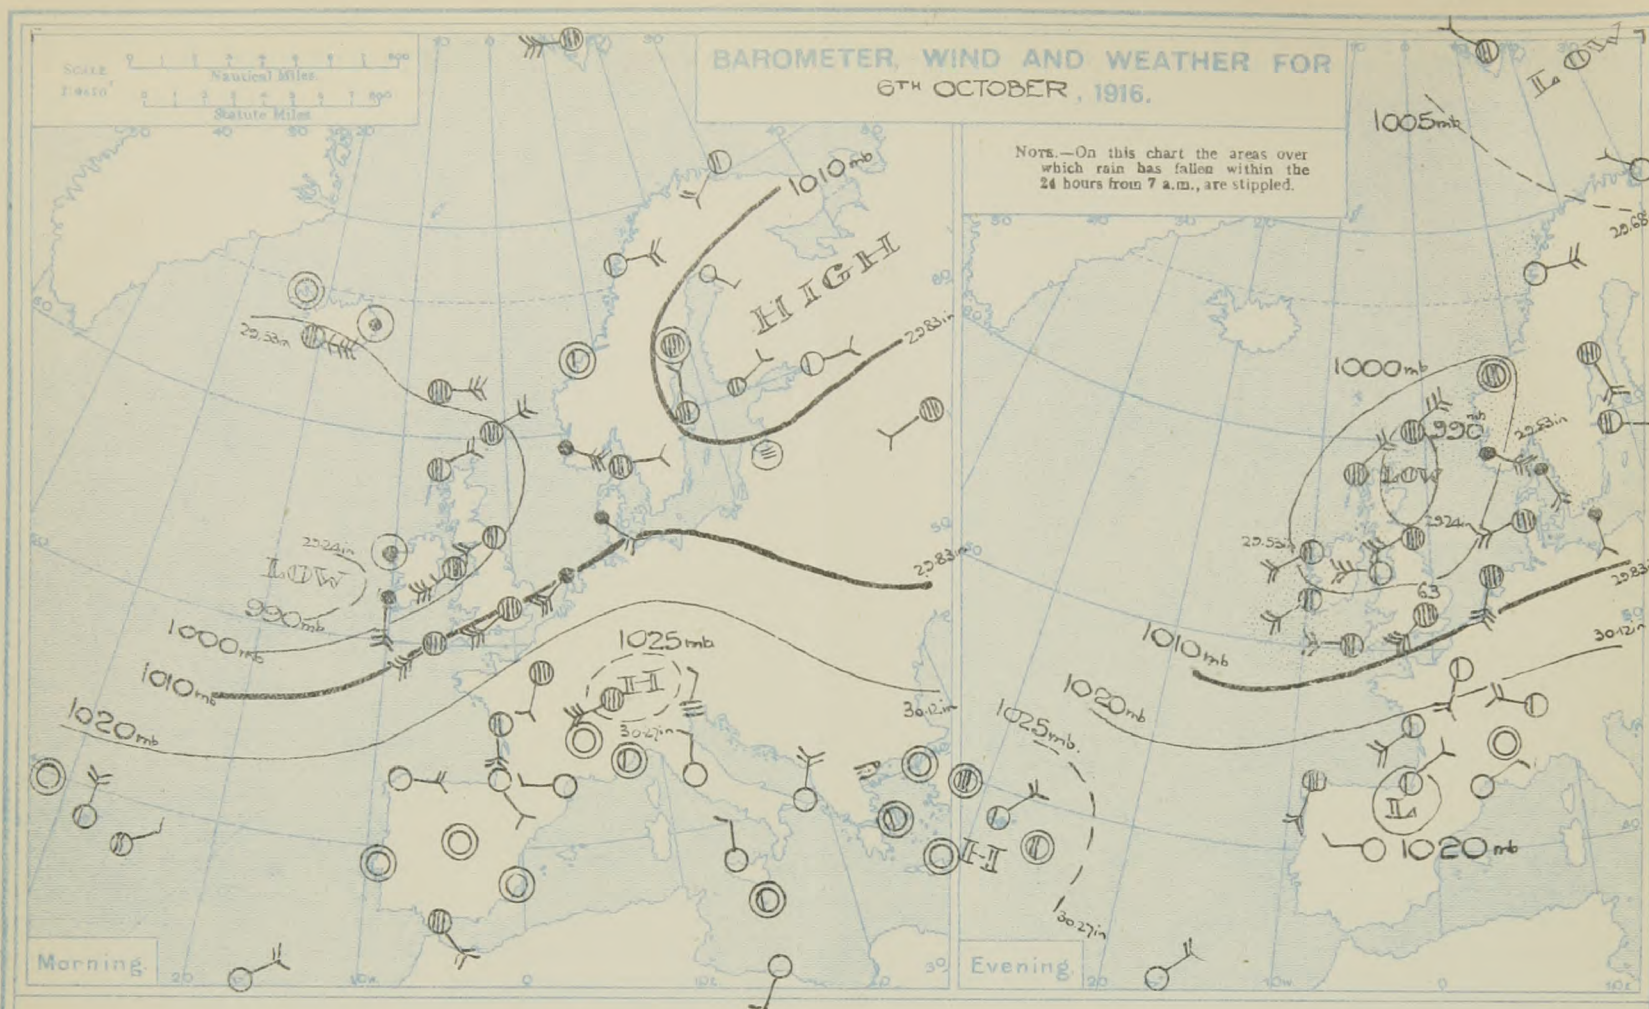 BAROMETER, WIND AND WEATHER FOR
6TH OCTOBER, 1916.
NOTE.—On this chart the areas over
which rain has fallen within the
24 hours from 7 a.m., are stippled.
SCALE
Nautical Miles.
Statute Miles
1010mb
HIGH
29.83in
29.53in
29.24in
LOW
990mb
1000mb
1010mb
1020mb
29.83in
1025mb
H
30.27in
30.12in
Morning.
LOW
1005mb
29.68
1000mb
990mb
29.53in
LOW
29.24in
29.53in
63
29.83
1010mb
30.12in
1020mb
1025mb.
L
1020mb
H
30.27in
Evening.